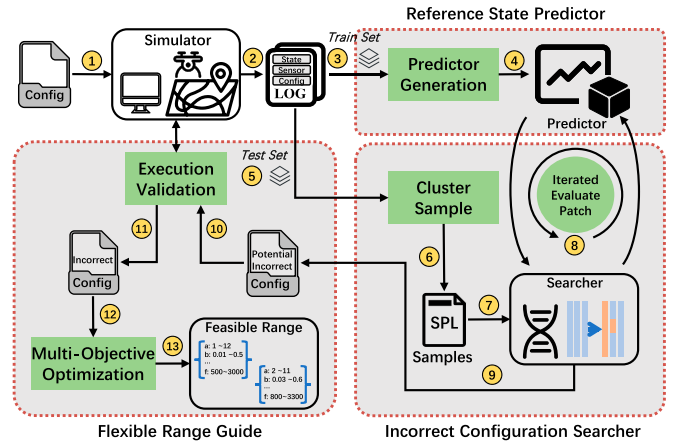 Reference State Predictor
Config
1
Simulator
2
State
Sensor
Config
LOG
Train Set
3
Predictor
Generation
4
Predictor
Execution
Validation
Test Set
5
Cluster
Sample
Iterated
Evaluate
Patch
8
11
10
6
Incorrect
Config
Potential
Incorrect
Config
SPL
Samples
7
Searcher
12
Multi-Objective
Optimization
13
Feasible Range
a: 1 ~12
b: 0.01 ~0.5
...
f: 500~3000
a: 2 ~11
b: 0.03 ~0.6
...
f: 800~3300
9
Flexible Range Guide
Incorrect Configuration Searcher